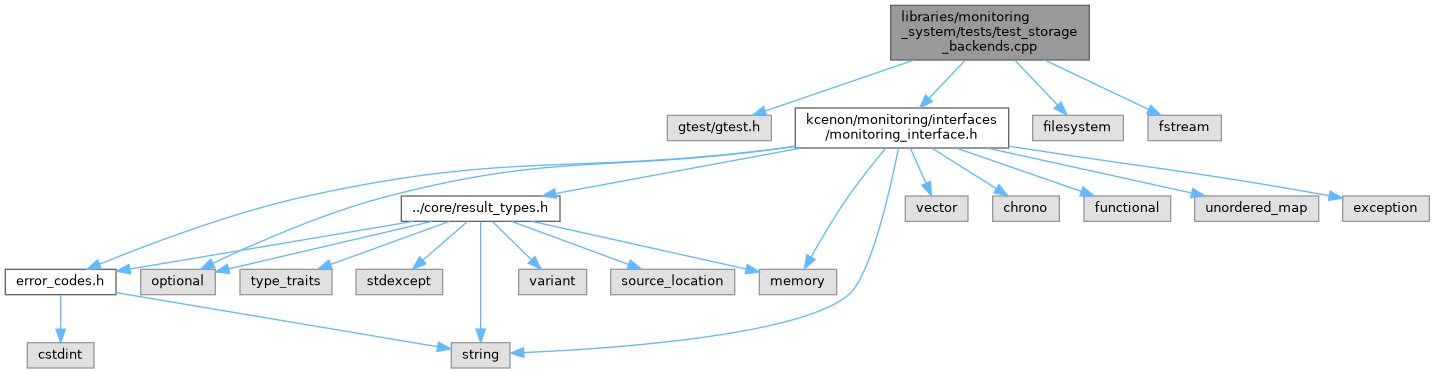 libraries/monitoring
_system/tests/test_storage
_backends.cpp
gtest/gtest.h
kcenon/monitoring/interfaces
/monitoring_interface.h
filesystem
fstream
../core/result_types.h
vector
chrono
functional
unordered_map
exception
error_codes.h
optional
type_traits
stdexcept
variant
source_location
memory
cstdint
string